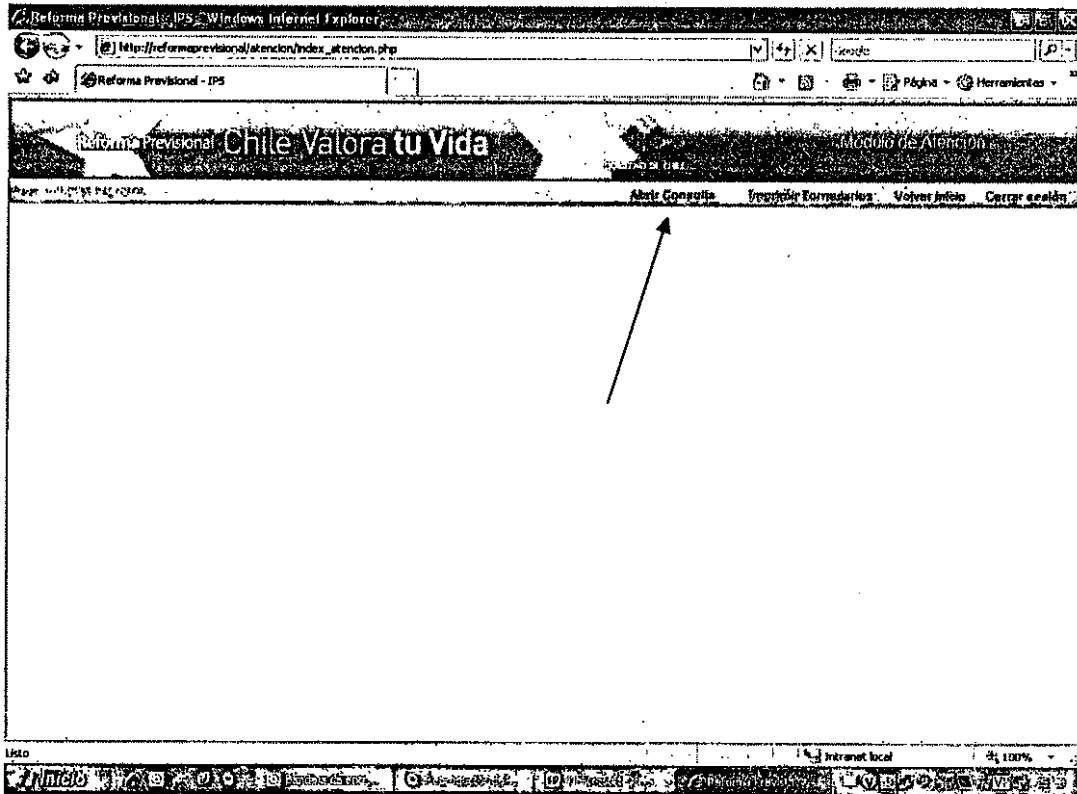 Reforma Previsional - IPS - Windows Internet Explorer
http://reformaprevisional/atencion/index_atencion.php
Google
Reforma Previsional - IPS
Página
Herramientas
Reforma Previsional Chile Valora tu Vida
Módulo de Atención
Abrir Consulta Imprimir Formularios Volver Inicio Cerrar sesión
Listo
Intranet local
100%
Inicio